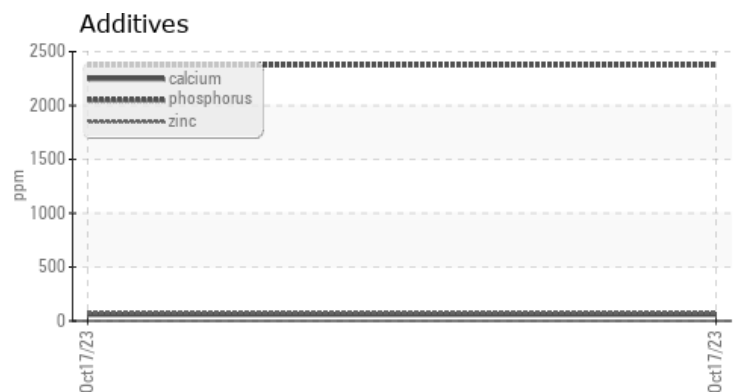 Additives
2500
2000
1500
1000
500
0
ppm
calcium
phosphorus
zinc
Oct17/23
Oct17/23